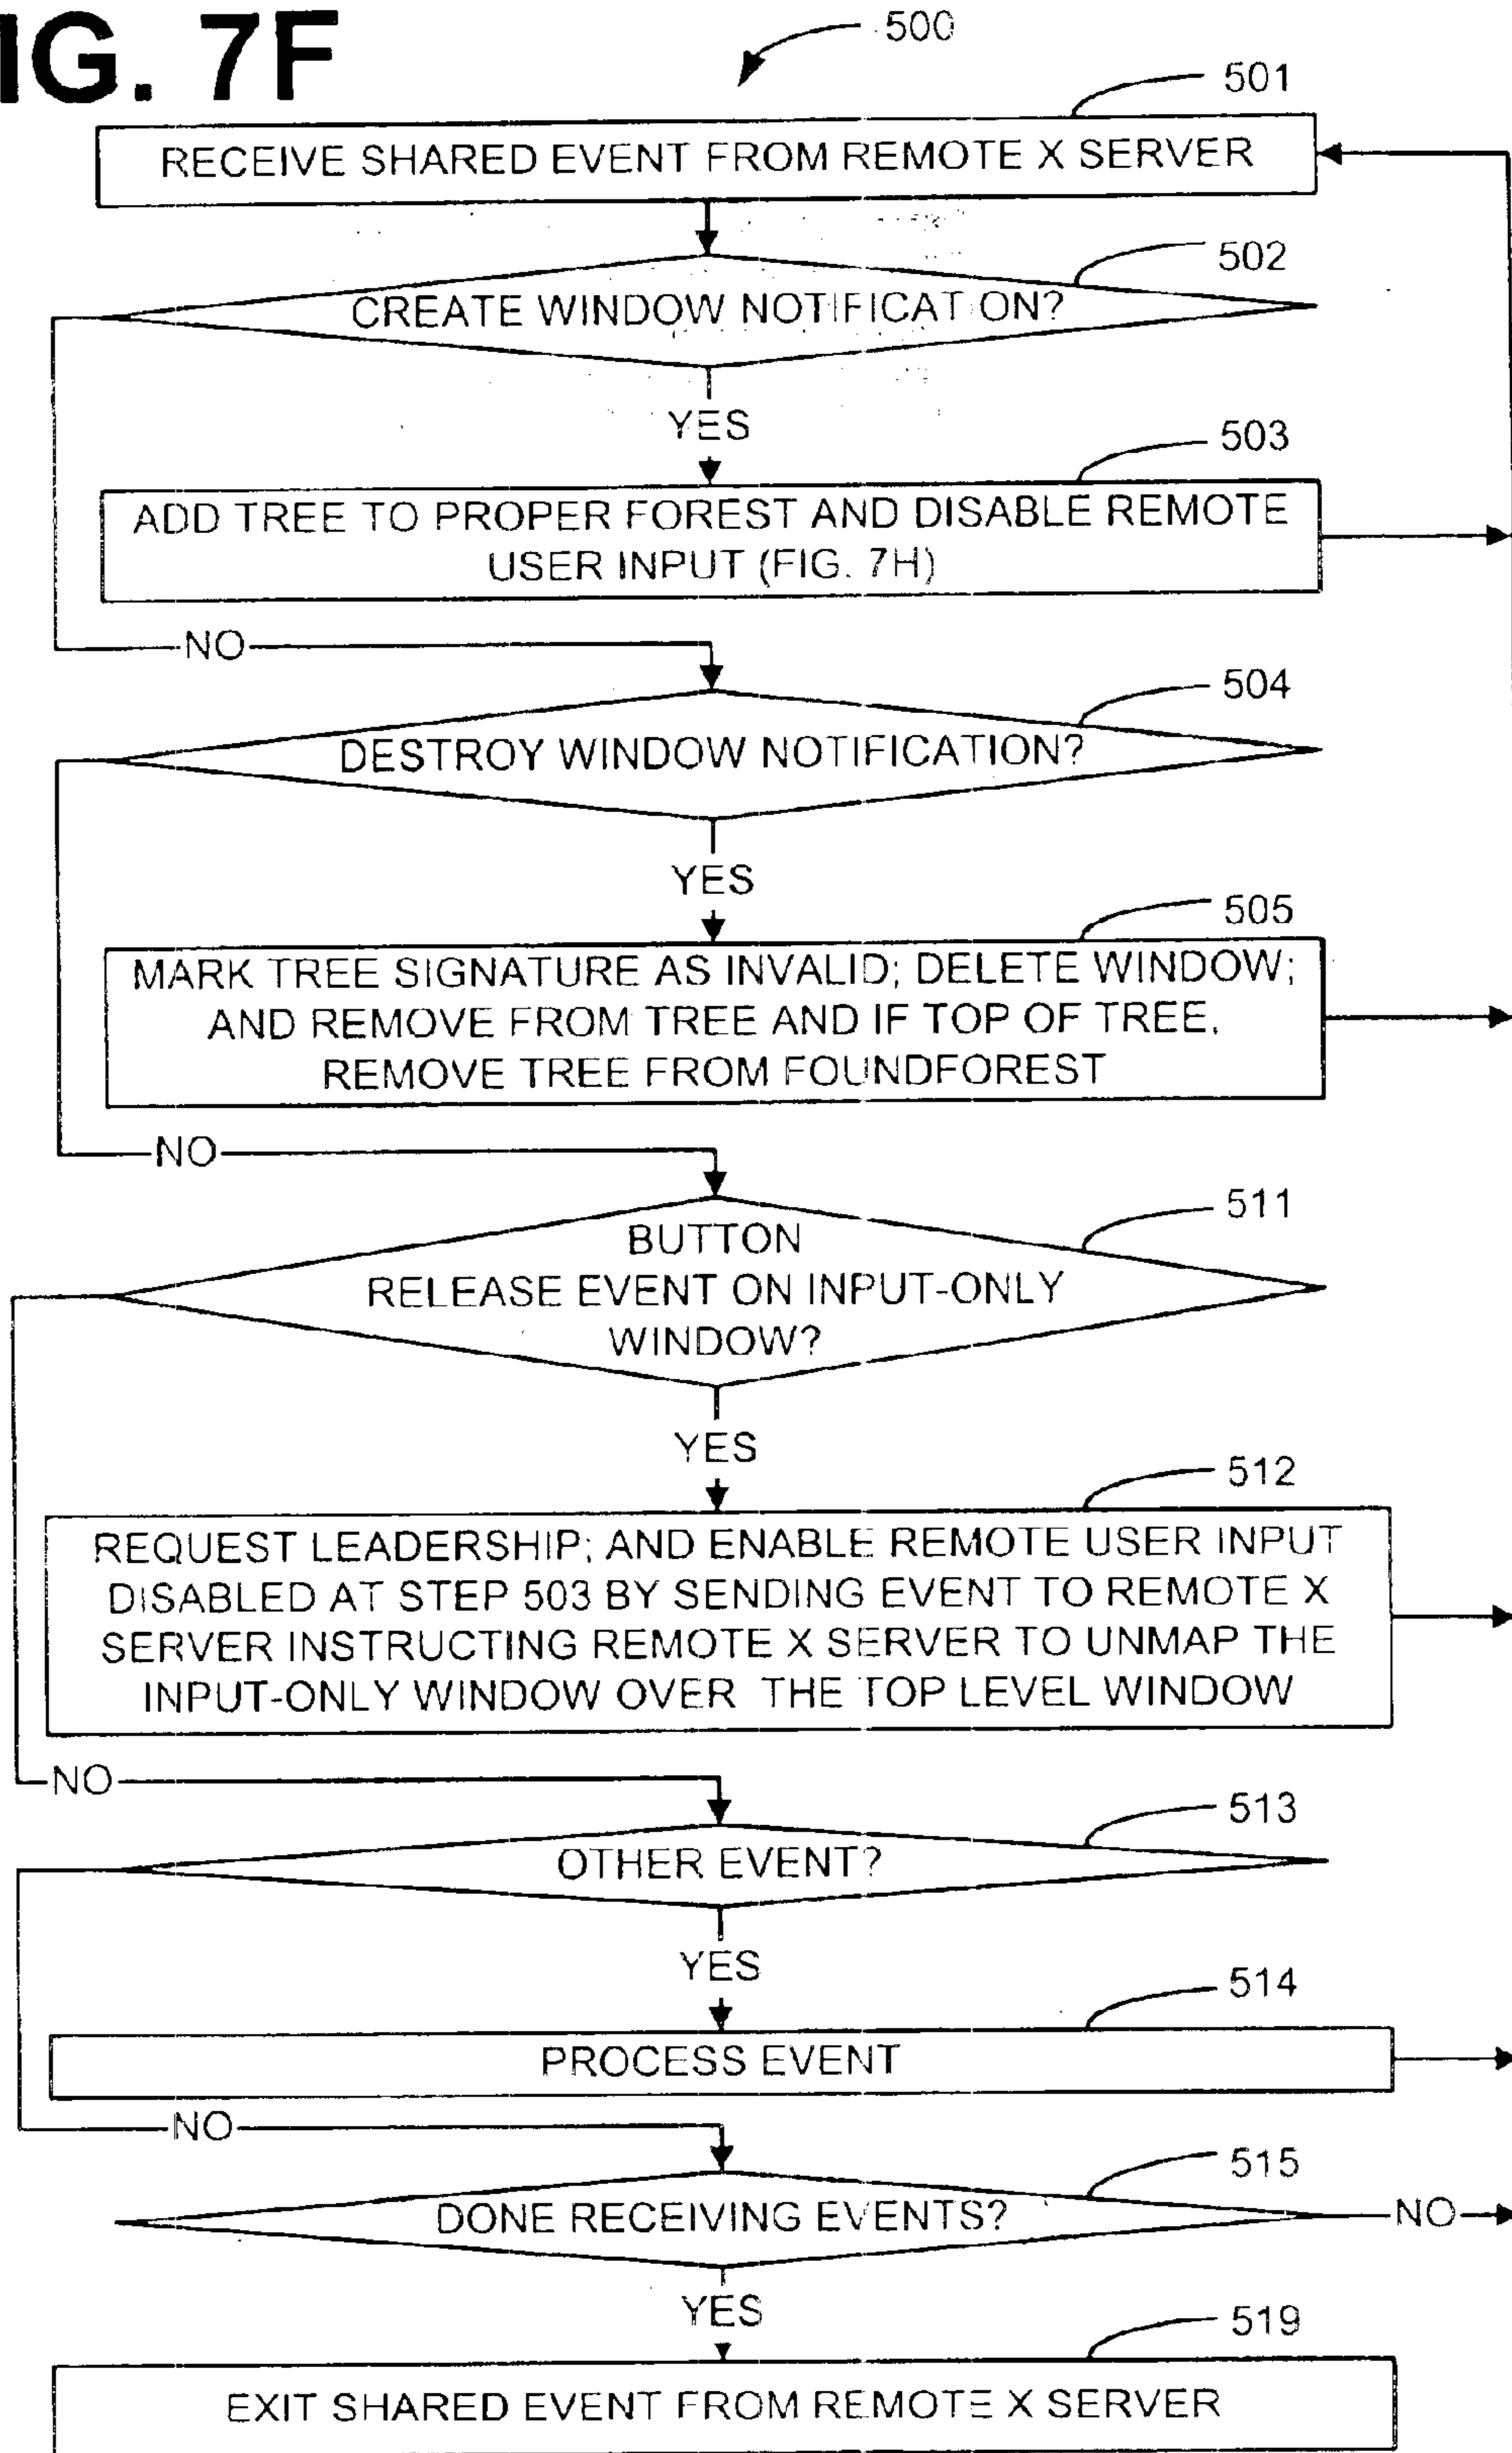 IG. 7F
500
501
RECEIVE SHARED EVENT FROM REMOTE X SERVER
502
CREATE WINDOW NOTIFICAT ON?
YES
503
ADD TREE TO PROPER FOREST AND DISABLE REMOTE
USER INPUT (FIG. 7H)
NO
504
DESTROY WINDOW NOTIFICATION?
YES
505
MARK TREE SIGNATURE AS INVALID; DELETE WINDOW;
AND REMOVE FROM TREE AND IF TOP OF TREE,
REMOVE TREE FROM FOUNDFOREST
NO
511
BUTTON
RELEASE EVENT ON INPUT-ONLY
WINDOW?
YES
512
REQUEST LEADERSHIP; AND ENABLE REMOTE USER INPUT
DISABLED AT STEP 503 BY SENDING EVENT TO REMOTE X
SERVER INSTRUCTING REMOTE X SERVER TO UNMAP THE
INPUT-ONLY WINDOW OVER THE TOP LEVEL WINDOW
NO
513
OTHER EVENT?
YES
514
PROCESS EVENT
NO
515
DONE RECEIVING EVENTS?
NO
YES
519
EXIT SHARED EVENT FROM REMOTE X SERVER